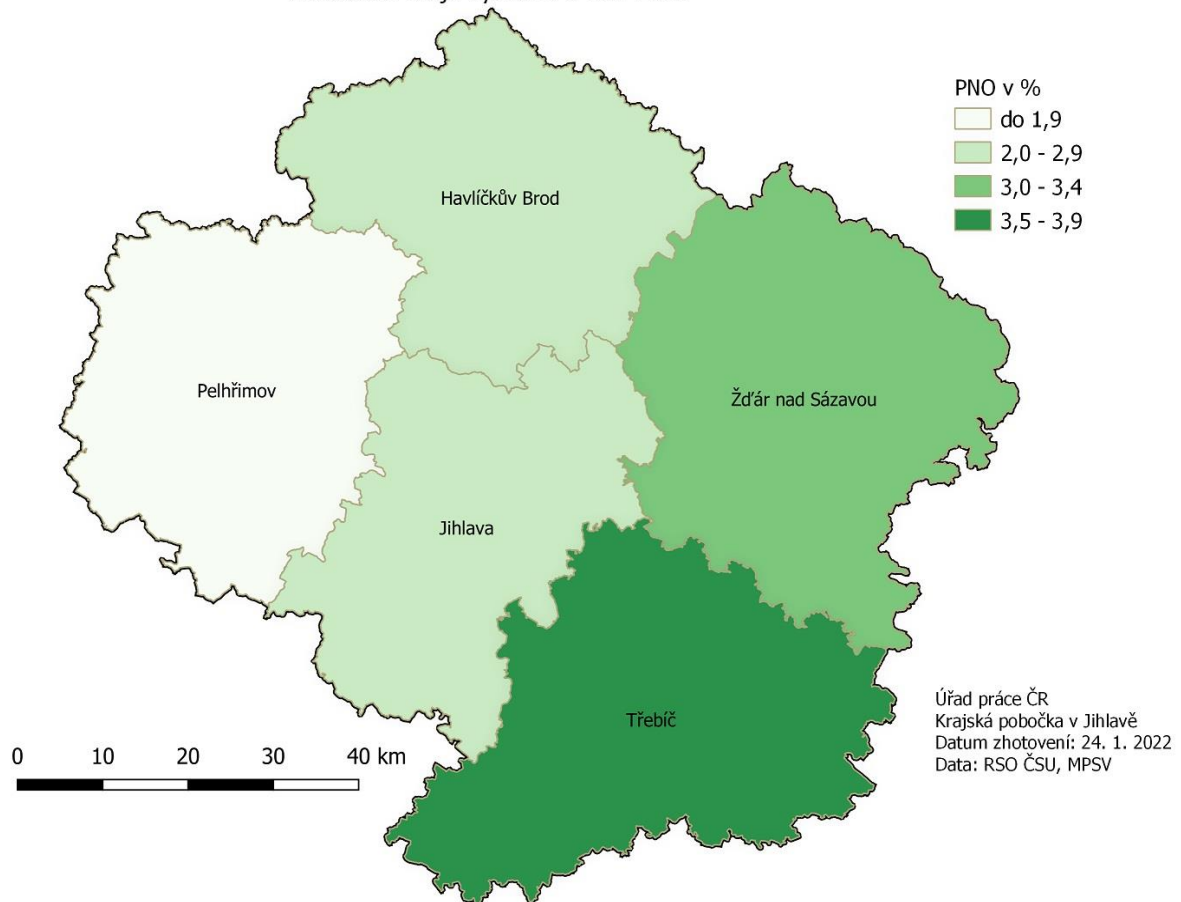 PNO v %
do 1,9
2,0 - 2,9
3,0 - 3,4
3,5 - 3,9
Havlíčkův Brod
Pelhřimov
Žďár nad Sázavou
Jihlava
Třebíč
0 10 20 30 40 km
Úřad práce ČR
Krajská pobočka v Jihlavě
Datum zhotovení: 24. 1. 2022
Data: RSO ČSU, MPSV